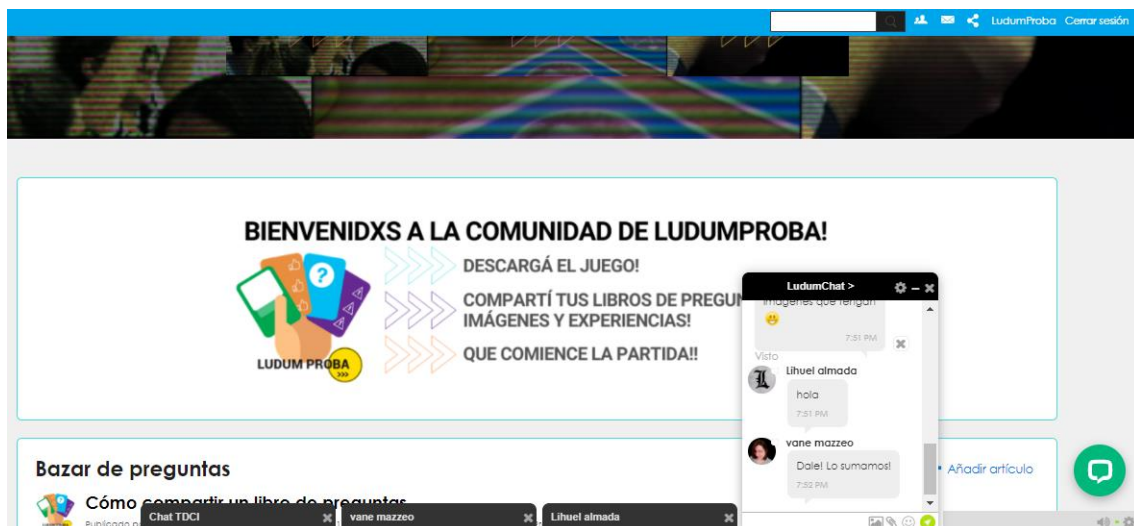 LudumProba Cerrar sesión
BIENVENIDXS A LA COMUNIDAD DE LUDUMPROBA!
DESCARGÁ EL JUEGO!
COMPARTÍ TUS LIBROS DE PREGUN
IMÁGENES Y EXPERIENCIAS!
QUE COMIENCE LA PARTIDA!!
?
LUDUM PROBA
>>>
LudumChat >
imágenes que tengan
7:51 PM
Visto
L
Lihuel almada
hola
7:51 PM
vane mazzeo
Dale! Lo sumamos!
7:52 PM
Bazar de preguntas
Añadir artículo
Cómo compartir un libro de preguntas
Publicado
Chat TDCI
vane mazzeo
Lihuel almada